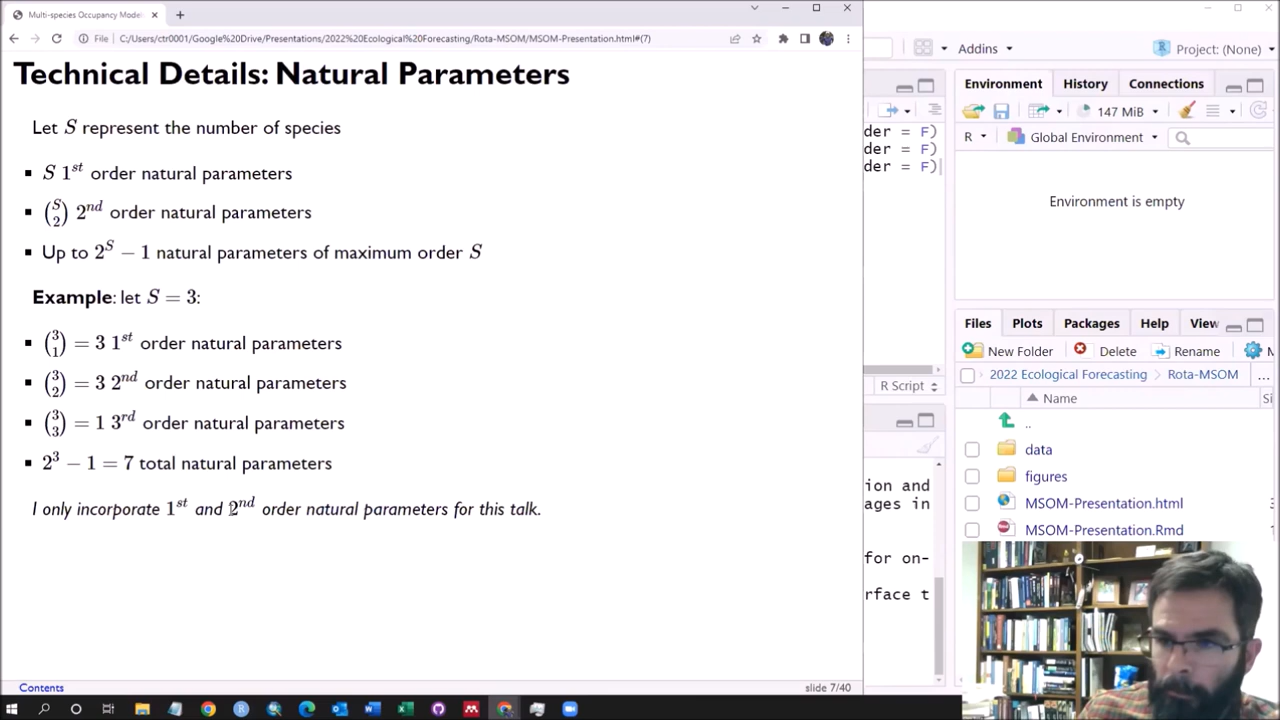 Multi-species Occupancy Model
File C:/Users/ctr0001/Google%20Drive/Presentations/2022%20Ecological%20Forecasting/Rota-MSOM/MSOM-Presentation.html#(7)
Technical Details: Natural Parameters
Let S represent the number of species
S 1st order natural parameters
(S 2) 2nd order natural parameters
Up to 2^S − 1 natural parameters of maximum order S
Example: let S = 3:
(3 1) = 3 1st order natural parameters
(3 2) = 3 2nd order natural parameters
(3 3) = 1 3rd order natural parameters
2^3 − 1 = 7 total natural parameters
I only incorporate 1st and 2nd order natural parameters for this talk.
Contents
slide 7/40
Addins
Project: (None)
der = F)
der = F)
der = F)
R Script
ion and
ages in
for on-
rface t
Environment History Connections
147 MiB
R Global Environment
Environment is empty
Files Plots Packages Help View
New Folder Delete Rename M
2022 Ecological Forecasting Rota-MSOM ...
Name Si
..
data
figures
MSOM-Presentation.html 3
MSOM-Presentation.Rmd